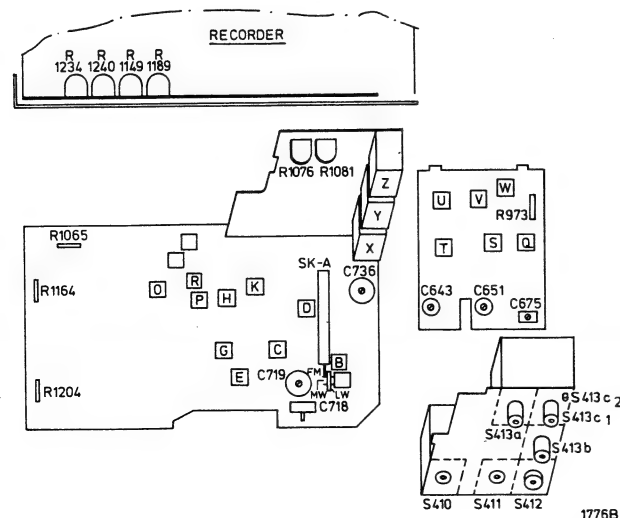 RECORDER
R 1234
R 1240
R 1149
R 1189
R1076 R1081
Z
Y
X
R1065
R1164
R1204
SK-A
C736
O
R
P
H
K
D
G
C
E
B
FM
MW
LW
C719
C718
U
V
W
R973
T
S
Q
C643
C651
C675
S413c 2
S413c 1
S413a
S413b
S410 S411 S412
1776B